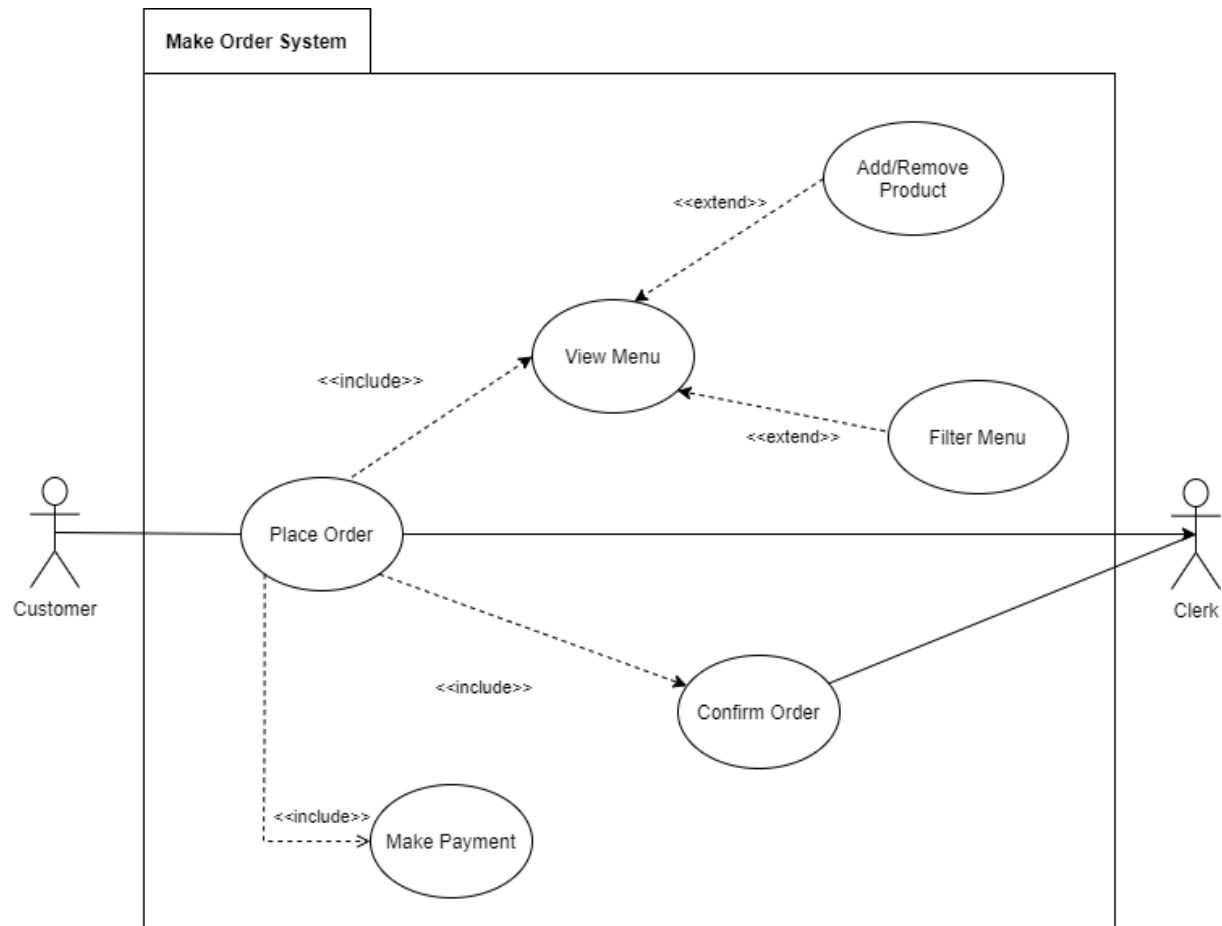 Make Order System
Add/Remove
Product
<<extend>>
View Menu
<<include>>
<<extend>>
Filter Menu
Place Order
Customer
Clerk
<<include>>
Confirm Order
<<include>>
Make Payment